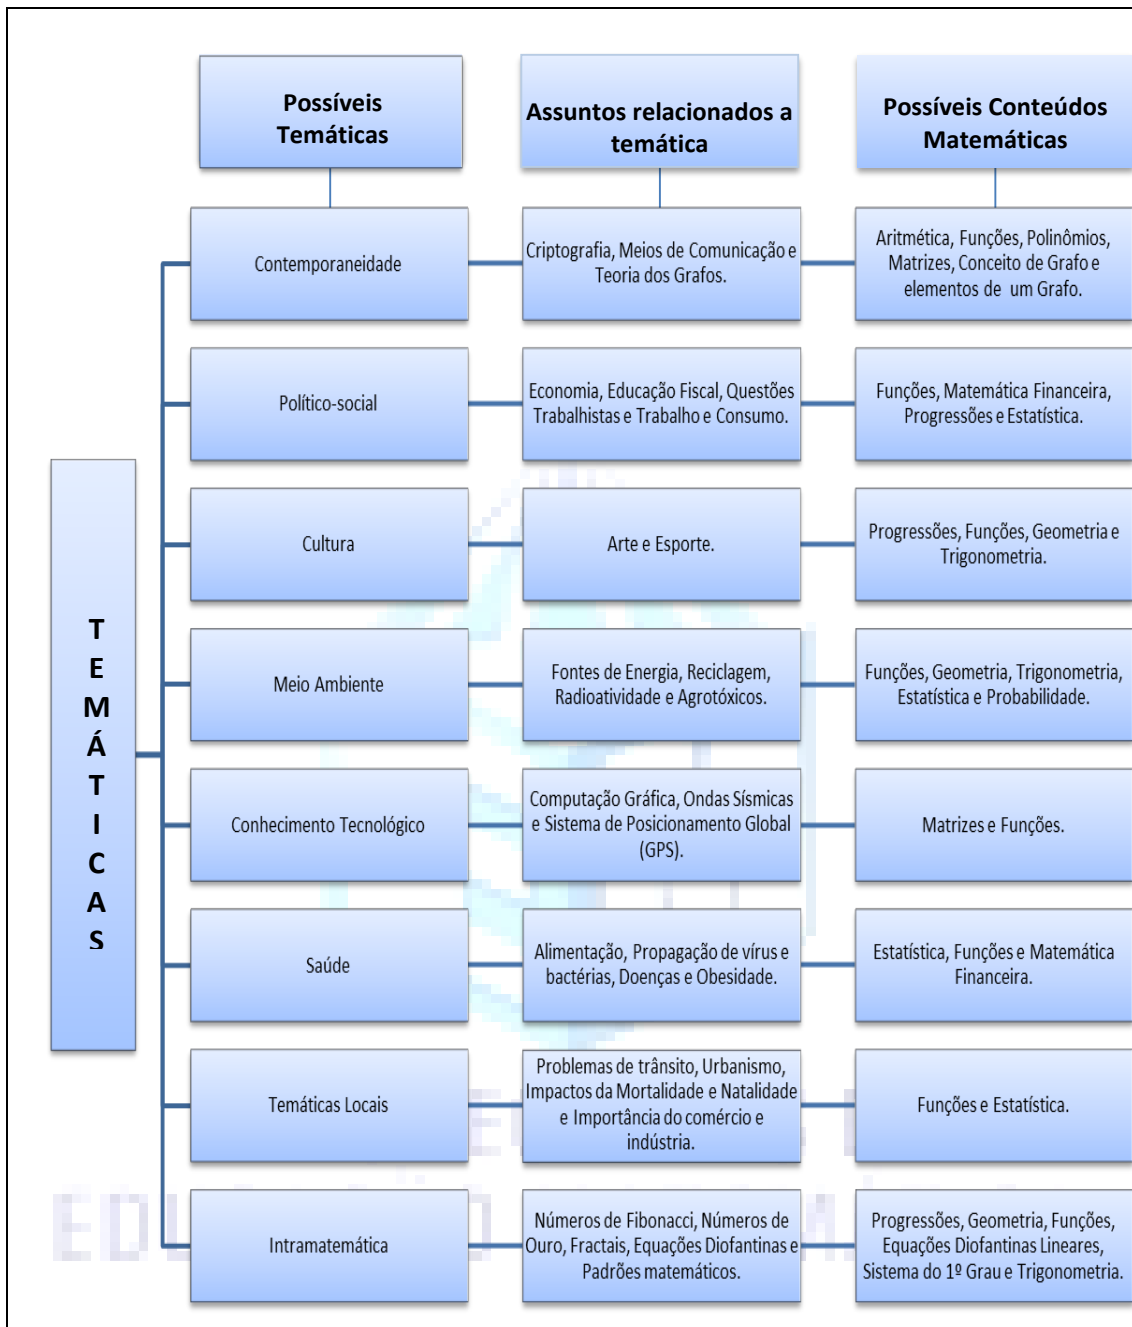 Possíveis
Temáticas
Assuntos relacionados a
temática
Possíveis Conteúdos
Matemáticas
TEMÁTICAS
Contemporaneidade
Criptografia, Meios de Comunicação e
Teoria dos Grafos.
Aritmética, Funções, Polinômios,
Matrizes, Conceito de Grafo e
elementos de um Grafo.
Político-social
Economia, Educação Fiscal, Questões
Trabalhistas e Trabalho e Consumo.
Funções, Matemática Financeira,
Progressões e Estatística.
Cultura
Arte e Esporte.
Progressões, Funções, Geometria e
Trigonometria.
Meio Ambiente
Fontes de Energia, Reciclagem,
Radioatividade e Agrotóxicos.
Funções, Geometria, Trigonometria,
Estatística e Probabilidade.
Conhecimento Tecnológico
Computação Gráfica, Ondas Sísmicas
e Sistema de Posicionamento Global
(GPS).
Matrizes e Funções.
Saúde
Alimentação, Propagação de vírus e
bactérias, Doenças e Obesidade.
Estatística, Funções e Matemática
Financeira.
Temáticas Locais
Problemas de trânsito, Urbanismo,
Impactos da Mortalidade e Natalidade
e Importância do comércio e
indústria.
Funções e Estatística.
Intramatemática
Números de Fibonacci, Números de
Ouro, Fractais, Equações Diofantinas e
Padrões matemáticos.
Progressões, Geometria, Funções,
Equações Diofantinas Lineares,
Sistema do 1º Grau e Trigonometria.